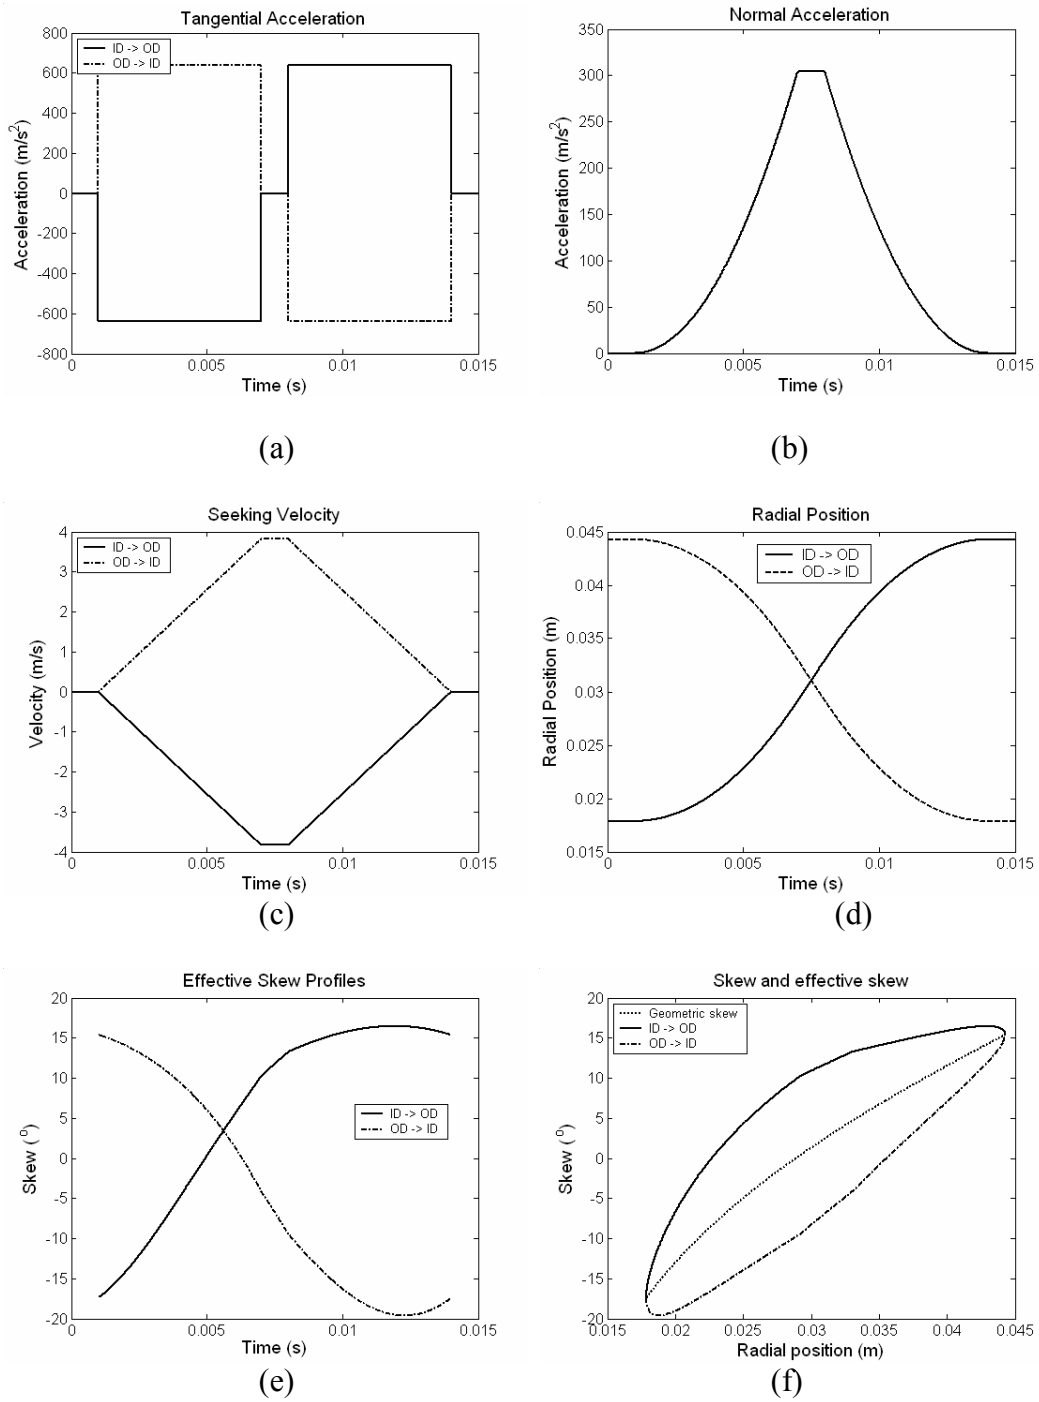 Tangential Acceleration
800
600
400
200
0
-200
-400
-600
-800
Acceleration (m/s²)
ID -> OD
OD -> ID
0 0.005 0.01 0.015
Time (s)
(a)
Normal Acceleration
350
300
250
200
150
100
50
0
Acceleration (m/s²)
0 0.005 0.01 0.015
Time (s)
(b)
Seeking Velocity
4
3
2
1
0
-1
-2
-3
-4
Velocity (m/s)
ID -> OD
OD -> ID
0 0.005 0.01 0.015
Time (s)
(c)
Radial Position
0.045
0.04
0.035
0.03
0.025
0.02
0.015
Radial Position (m)
ID -> OD
OD -> ID
0 0.005 0.01 0.015
Time (s)
(d)
Effective Skew Profiles
20
15
10
5
0
-5
-10
-15
-20
Skew (°)
ID -> OD
OD -> ID
0 0.005 0.01 0.015
Time (s)
(e)
Skew and effective skew
20
15
10
5
0
-5
-10
-15
-20
Skew (°)
Geometric skew
ID -> OD
OD -> ID
0.015 0.02 0.025 0.03 0.035 0.04 0.045
Radial position (m)
(f)